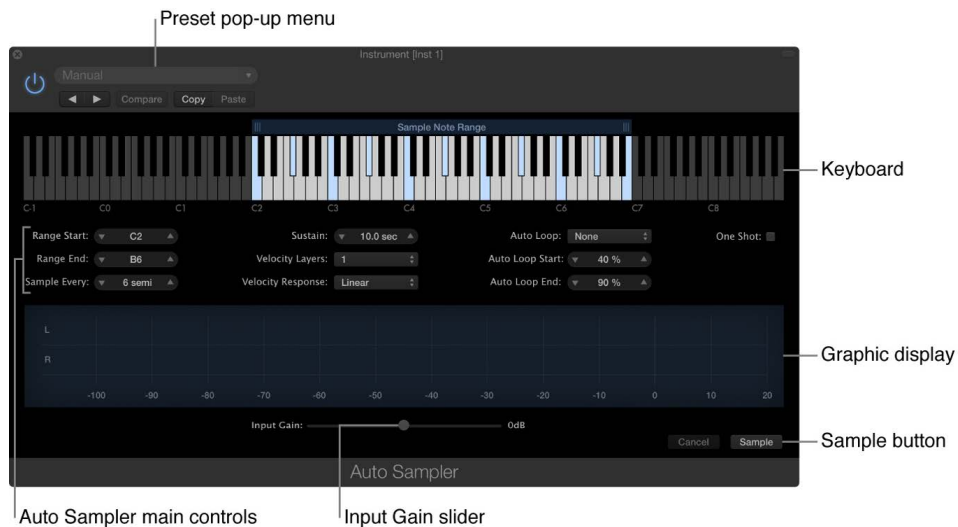 Preset pop-up menu
Instrument [Inst 1]
Manual
Compare Copy Paste
Sample Note Range
Keyboard
C-1 C0 C1 C2 C3 C4 C5 C6 C7 C8
Range Start: C2 Sustain: 10.0 sec Auto Loop: None One Shot:
Range End: B6 Velocity Layers: 1 Auto Loop Start: 40 %
Sample Every: 6 semi Velocity Response: Linear Auto Loop End: 90 %
L
R
Graphic display
-100 -90 -80 -70 -60 -50 -40 -30 -20 -10 0 10 20
Input Gain: 0dB
Cancel Sample
Sample button
Auto Sampler
Auto Sampler main controls
Input Gain slider